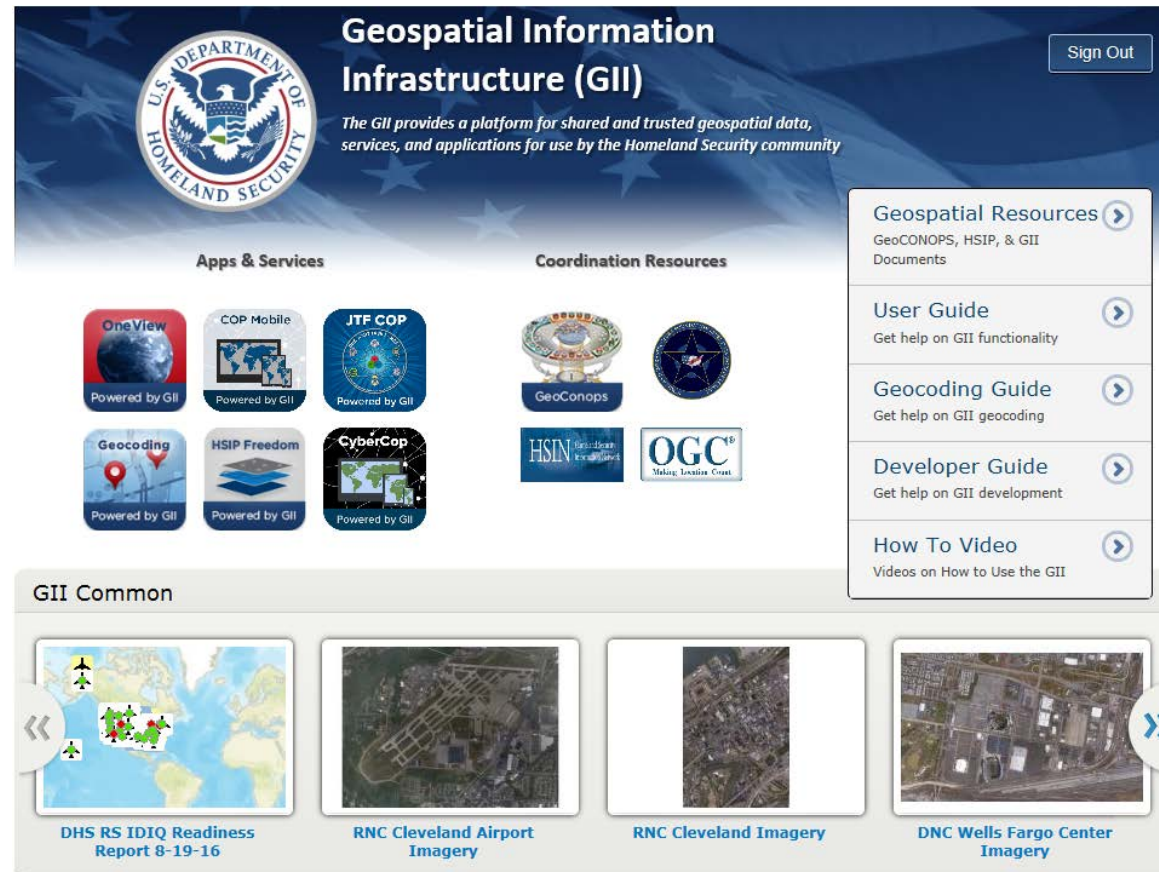 Geospatial Information
Infrastructure (GII)
The GII provides a platform for shared and trusted geospatial data,
services, and applications for use by the Homeland Security community
Sign Out
U.S. DEPARTMENT OF
HOMELAND SECURITY
Geospatial Resources
GeoCONOPS, HSIP, & GII
Documents
User Guide
Get help on GII functionality
Geocoding Guide
Get help on GII geocoding
Developer Guide
Get help on GII development
How To Video
Videos on How to Use the GII
Apps & Services
OneView
Powered by GII
COP Mobile
Powered by GII
JTF COP
Powered by GII
Geocoding
Powered by GII
HSIP Freedom
Powered by GII
CyberCop
Powered by GII
Coordination Resources
GeoConops
HSIN
OGC®
Making Location Count
GII Common
DHS RS IDIQ Readiness
Report 8-19-16
RNC Cleveland Airport
Imagery
RNC Cleveland Imagery
DNC Wells Fargo Center
Imagery